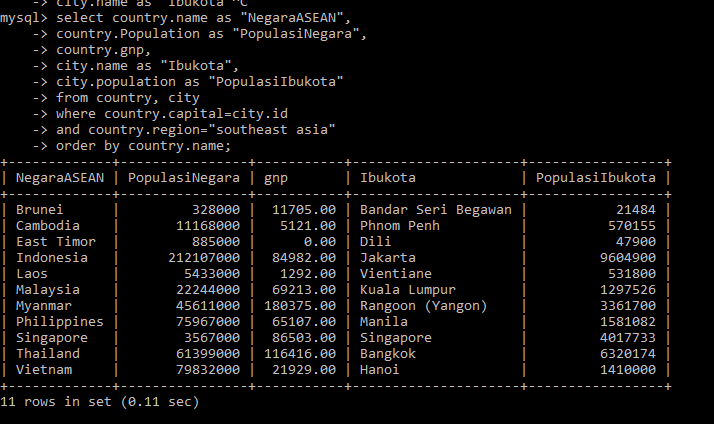 -> city.name as "Ibukota ^C
mysql> select country.name as "NegaraASEAN",
    -> country.Population as "PopulasiNegara",
    -> country.gnp,
    -> city.name as "Ibukota",
    -> city.population as "PopulasiIbukota"
    -> from country, city
    -> where country.capital=city.id
    -> and country.region="southeast asia"
    -> order by country.name;
+-------------+----------------+-----------+---------------------+-----------------+
| NegaraASEAN | PopulasiNegara | gnp       | Ibukota             | PopulasiIbukota |
+-------------+----------------+-----------+---------------------+-----------------+
| Brunei      |         328000 |  11705.00 | Bandar Seri Begawan |           21484 |
| Cambodia    |       11168000 |   5121.00 | Phnom Penh          |          570155 |
| East Timor  |         885000 |      0.00 | Dili                |           47900 |
| Indonesia   |      212107000 |  84982.00 | Jakarta             |         9604900 |
| Laos        |        5433000 |   1292.00 | Vientiane           |          531800 |
| Malaysia    |       22244000 |  69213.00 | Kuala Lumpur        |         1297526 |
| Myanmar     |       45611000 | 180375.00 | Rangoon (Yangon)    |         3361700 |
| Philippines |       75967000 |  65107.00 | Manila              |         1581082 |
| Singapore   |        3567000 |  86503.00 | Singapore           |         4017733 |
| Thailand    |       61399000 | 116416.00 | Bangkok             |         6320174 |
| Vietnam     |       79832000 |  21929.00 | Hanoi               |         1410000 |
+-------------+----------------+-----------+---------------------+-----------------+
11 rows in set (0.11 sec)